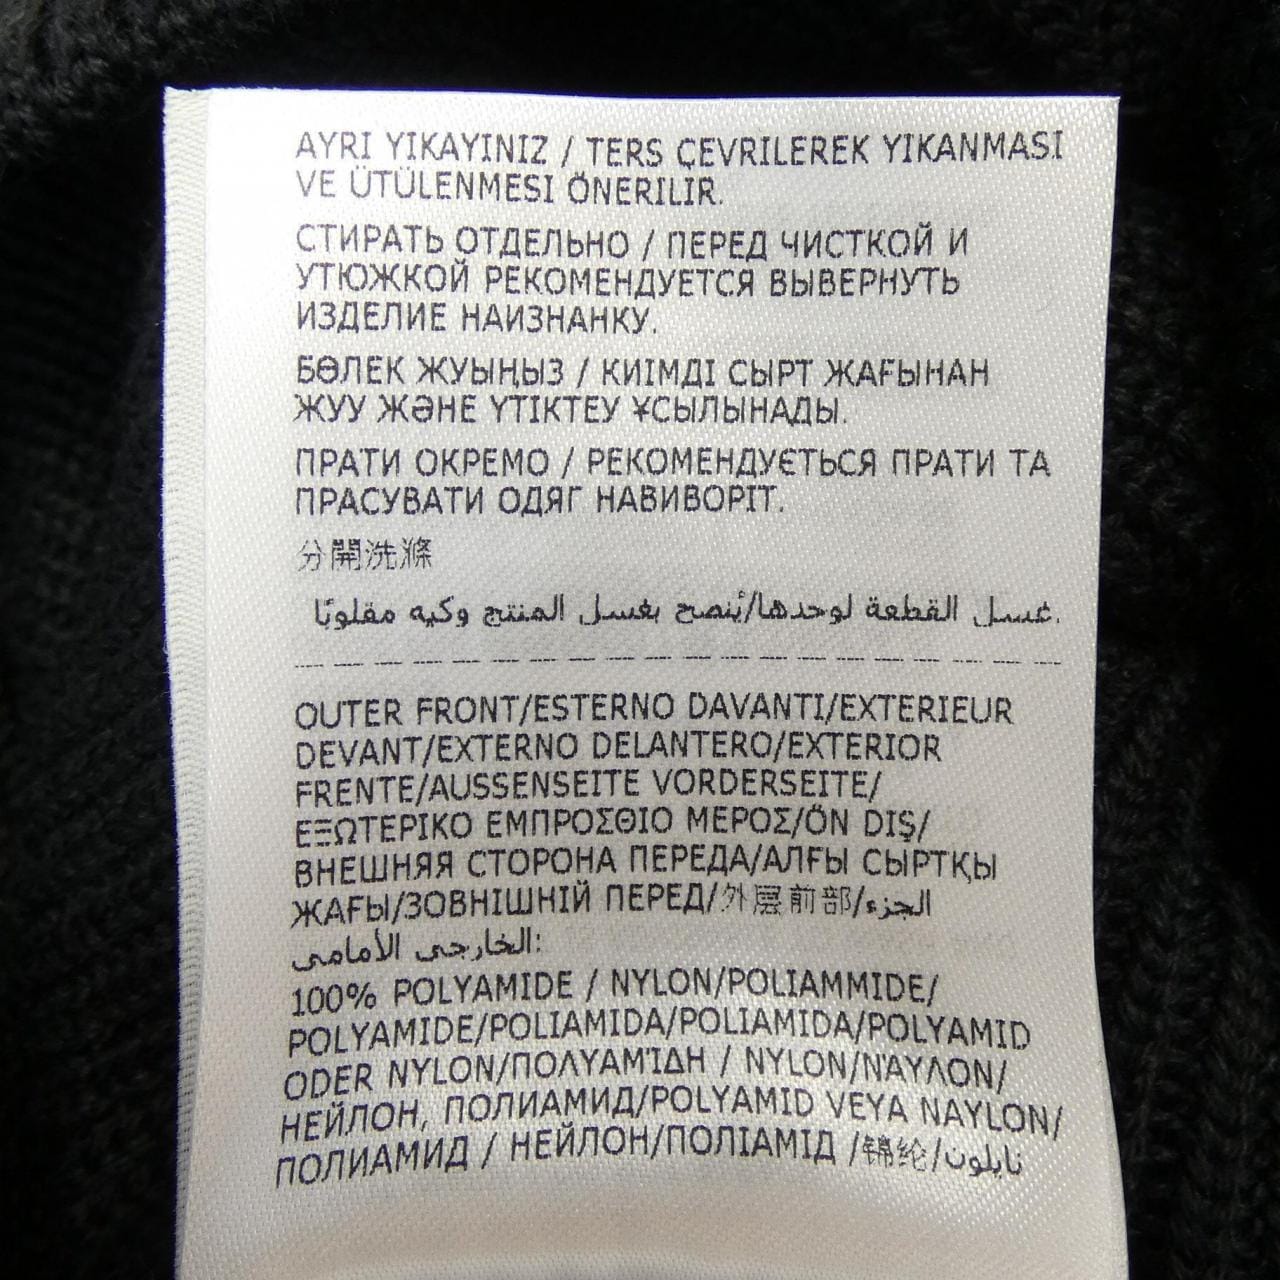 AYRI YIKAYINIZ / TERS ÇEVRILEREK YIKANMASI
VE ÜTÜLENMESI ÖNERILIR.
СТИРАТЬ ОТДЕЛЬНО / ПЕРЕД ЧИСТКОЙ И
УТЮЖКОЙ РЕКОМЕНДУЕТСЯ ВЫВЕРНУТЬ
ИЗДЕЛИЕ НАИЗНАНКУ.
БӨЛЕК ЖУЫҢЫЗ / КИІМДІ СЫРТ ЖАҒЫНАН
ЖУУ ЖӘНЕ ҮТІКТЕУ ҰСЫЛЫНАДЫ.
ПРАТИ ОКРЕМО / РЕКОМЕНДУЄТЬСЯ ПРАТИ ТА
ПРАСУВАТИ ОДЯГ НАВИВОРІТ.
分開洗滌
غسل القطعة لوحدها/يُنصح بغسل المنتج وكيه مقلوبًا.
OUTER FRONT/ESTERNO DAVANTI/EXTERIEUR
DEVANT/EXTERNO DELANTERO/EXTERIOR
FRENTE/AUSSENSEITE VORDERSEITE/
ΕΞΩΤΕΡΙΚΟ ΕΜΠΡΟΣΘΙΟ ΜΕΡΟΣ/ÖN DIŞ/
ВНЕШНЯЯ СТОРОНА ПЕРЕДА/АЛҒЫ СЫРТҚЫ
ЖАҒЫ/ЗОВНІШНІЙ ПЕРЕД/外层前部/الجزء
الخارجى الأمامى:
100% POLYAMIDE / NYLON/POLIAMMIDE/
POLYAMIDE/POLIAMIDA/POLIAMIDA/POLYAMID
ODER NYLON/ΠΟΛΥΑΜΊΔΗ / NYLON/ΝΆΥΛΟΝ/
НЕЙЛОН, ПОЛИАМИД/POLYAMID VEYA NAYLON/
ПОЛИАМИД / НЕЙЛОН/ПОЛІАМІД /锦纶/نايلون